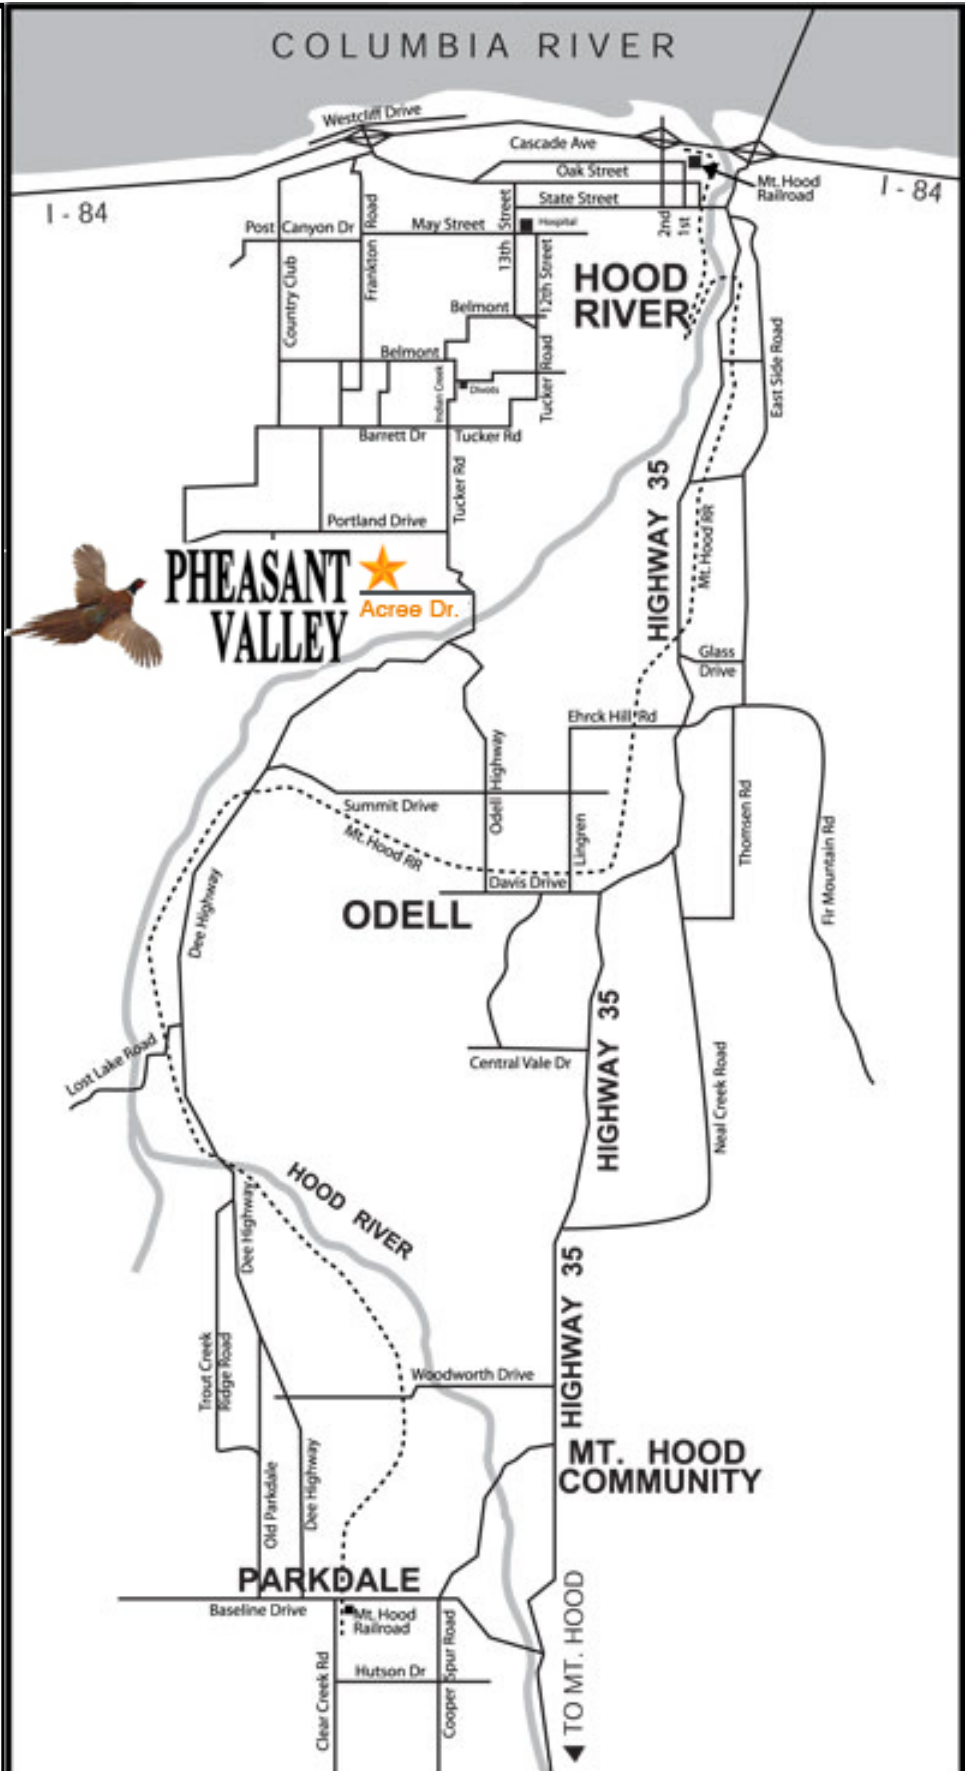 COLUMBIA RIVER
Westcliff Drive
Cascade Ave
Oak Street
Mt. Hood
Railroad
I - 84
I - 84
State Street
Post Canyon Dr
Frankton Road
May Street
13th Street
Hospital
2nd
1st
12th Street
HOOD
RIVER
Country Club
Belmont
East Side Road
Belmont
Indian Creek
Divots
Tucker Road
Barrett Dr
Tucker Rd
Tucker Rd
HIGHWAY 35
Mt. Hood RR
Portland Drive
PHEASANT
VALLEY
Acree Dr.
Glass
Drive
Ehrck Hill Rd
Odell Highway
Summit Drive
Lingren
Thomsen Rd
Mt. Hood RR
Fir Mountain Rd
Davis Drive
Dee Highway
ODELL
HIGHWAY 35
Central Vale Dr
Lost Lake Road
Neal Creek Road
HOOD RIVER
Dee Highway
HIGHWAY 35
Trout Creek
Ridge Road
Woodworth Drive
MT. HOOD
COMMUNITY
Old Parkdale
Dee Highway
PARKDALE
Baseline Drive
Mt. Hood
Railroad
Clear Creek Rd
Hutson Dr
Cooper Spur Road
TO MT. HOOD